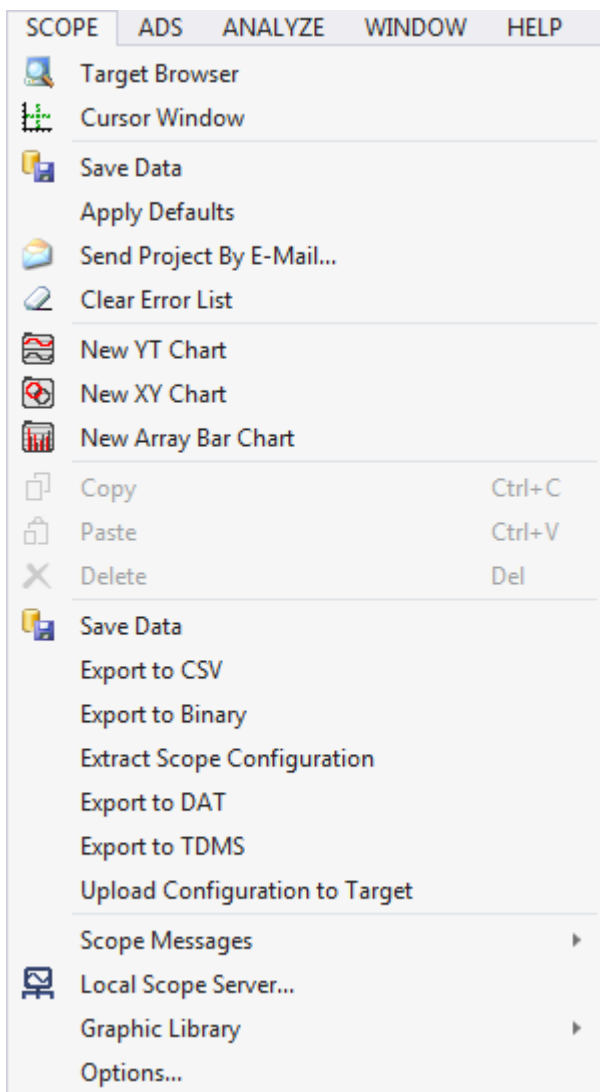 SCOPE ADS ANALYZE WINDOW HELP
Target Browser
Cursor Window
Save Data
Apply Defaults
Send Project By E-Mail...
Clear Error List
New YT Chart
New XY Chart
New Array Bar Chart
Copy Ctrl+C
Paste Ctrl+V
Delete Del
Save Data
Export to CSV
Export to Binary
Extract Scope Configuration
Export to DAT
Export to TDMS
Upload Configuration to Target
Scope Messages
Local Scope Server...
Graphic Library
Options...